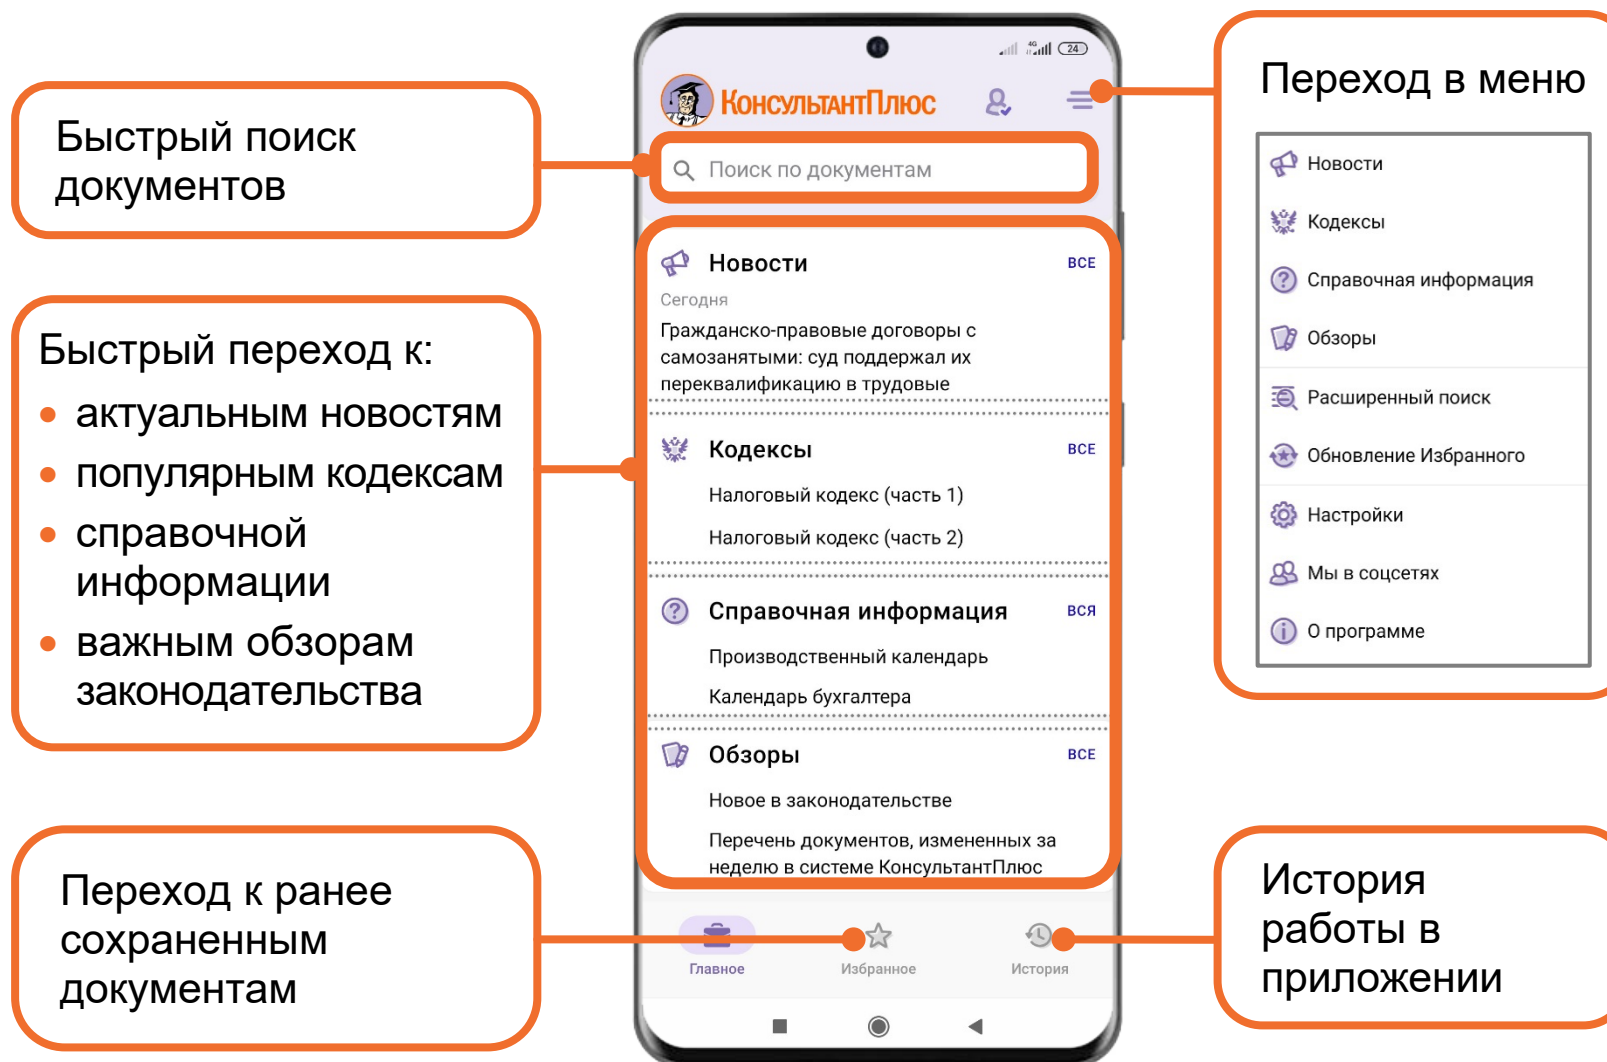 Быстрый поиск
документов
Быстрый переход к:
• актуальным новостям
• популярным кодексам
• справочной
информации
• важным обзорам
законодательства
Переход к ранее
сохраненным
документам
4G
24
КонсультантПлюс
Поиск по документам
Новости ВСЕ
Сегодня
Гражданско-правовые договоры с
самозанятыми: суд поддержал их
переквалификацию в трудовые
Кодексы ВСЕ
Налоговый кодекс (часть 1)
Налоговый кодекс (часть 2)
Справочная информация ВСЯ
Производственный календарь
Календарь бухгалтера
Обзоры ВСЕ
Новое в законодательстве
Перечень документов, измененных за
неделю в системе КонсультантПлюс
Главное Избранное История
Переход в меню
Новости
Кодексы
Справочная информация
Обзоры
Расширенный поиск
Обновление Избранного
Настройки
Мы в соцсетях
О программе
История
работы в
приложении